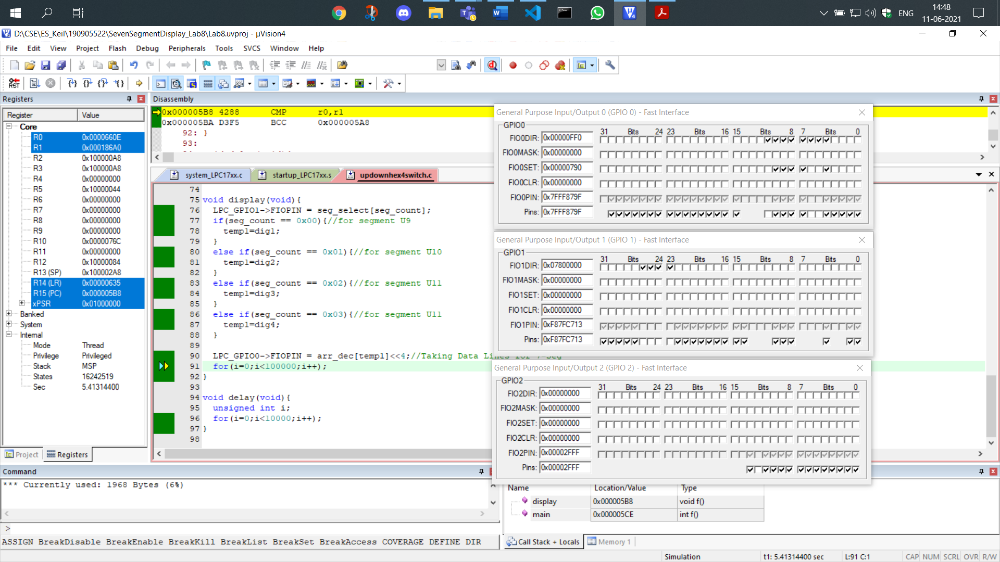 ENG
14:48
11-06-2021
D:\CSE\ES_Keil\190905522\SevenSegmentDisplay_Lab8\Lab8.uvproj - µVision4
File Edit View Project Flash Debug Peripherals Tools SVCS Window Help
RST
Registers
Register Value
Core
R0 0x0000660E
R1 0x000186A0
R2 0x100000A8
R3 0x100000A8
R4 0x00000000
R5 0x10000044
R6 0x00000000
R7 0x00000000
R8 0x00000000
R9 0x00000000
R10 0x0000076C
R11 0x00000000
R12 0x10000084
R13 (SP) 0x100002A8
R14 (LR) 0x00000635
R15 (PC) 0x000005B8
xPSR 0x01000000
Banked
System
Internal
Mode Thread
Privilege Privileged
Stack MSP
States 16242519
Sec 5.41314400
Project Registers
Disassembly
0x000005B8 4288 CMP r0,r1
0x000005BA D3F5 BCC 0x000005A8
92: }
93:
system_LPC17xx.c startup_LPC17xx.s updownhex4switch.c
74
75 void display(void){
76 LPC_GPIO1->FIOPIN = seg_select[seg_count];
77 if(seg_count == 0x00){//for segment U9
78 temp1=dig1;
79 }
80 else if(seg_count == 0x01){//for segment U10
81 temp1=dig2;
82 }
83 else if(seg_count == 0x02){//for segment U11
84 temp1=dig3;
85 }
86 else if(seg_count == 0x03){//for segment U11
87 temp1=dig4;
88 }
89
90 LPC_GPIO0->FIOPIN = arr_dec[temp1]<<4;//Taking Data Lines for 7-Seg
91 for(i=0;i<100000;i++);
92 }
93
94 void delay(void){
95 unsigned int i;
96 for(i=0;i<10000;i++);
97 }
98
General Purpose Input/Output 0 (GPIO 0) - Fast Interface
GPIO0
31 Bits 24 23 Bits 16 15 Bits 8 7 Bits 0
FIO0DIR: 0x00000FF0
FIO0MASK: 0x00000000
FIO0SET: 0x00000790
FIO0CLR: 0x00000000
FIO0PIN: 0x7FFF879F
Pins: 0x7FFF879F
General Purpose Input/Output 1 (GPIO 1) - Fast Interface
GPIO1
31 Bits 24 23 Bits 16 15 Bits 8 7 Bits 0
FIO1DIR: 0x07800000
FIO1MASK: 0x00000000
FIO1SET: 0x00000000
FIO1CLR: 0x00000000
FIO1PIN: 0xF87FC713
Pins: 0xF87FC713
General Purpose Input/Output 2 (GPIO 2) - Fast Interface
GPIO2
31 Bits 24 23 Bits 16 15 Bits 8 7 Bits 0
FIO2DIR: 0x00000000
FIO2MASK: 0x00000000
FIO2SET: 0x00000000
FIO2CLR: 0x00000000
FIO2PIN: 0x00002FFF
Pins: 0x00002FFF
Command
*** Currently used: 1968 Bytes (6%)
>
ASSIGN BreakDisable BreakEnable BreakKill BreakList BreakSet BreakAccess COVERAGE DEFINE DIR
Name Location/Value Type
display 0x000005B8 void f()
main 0x000005CE int f()
Call Stack + Locals Memory 1
Simulation t1: 5.41314400 sec L:91 C:1 CAP NUM SCRL OVR R/W